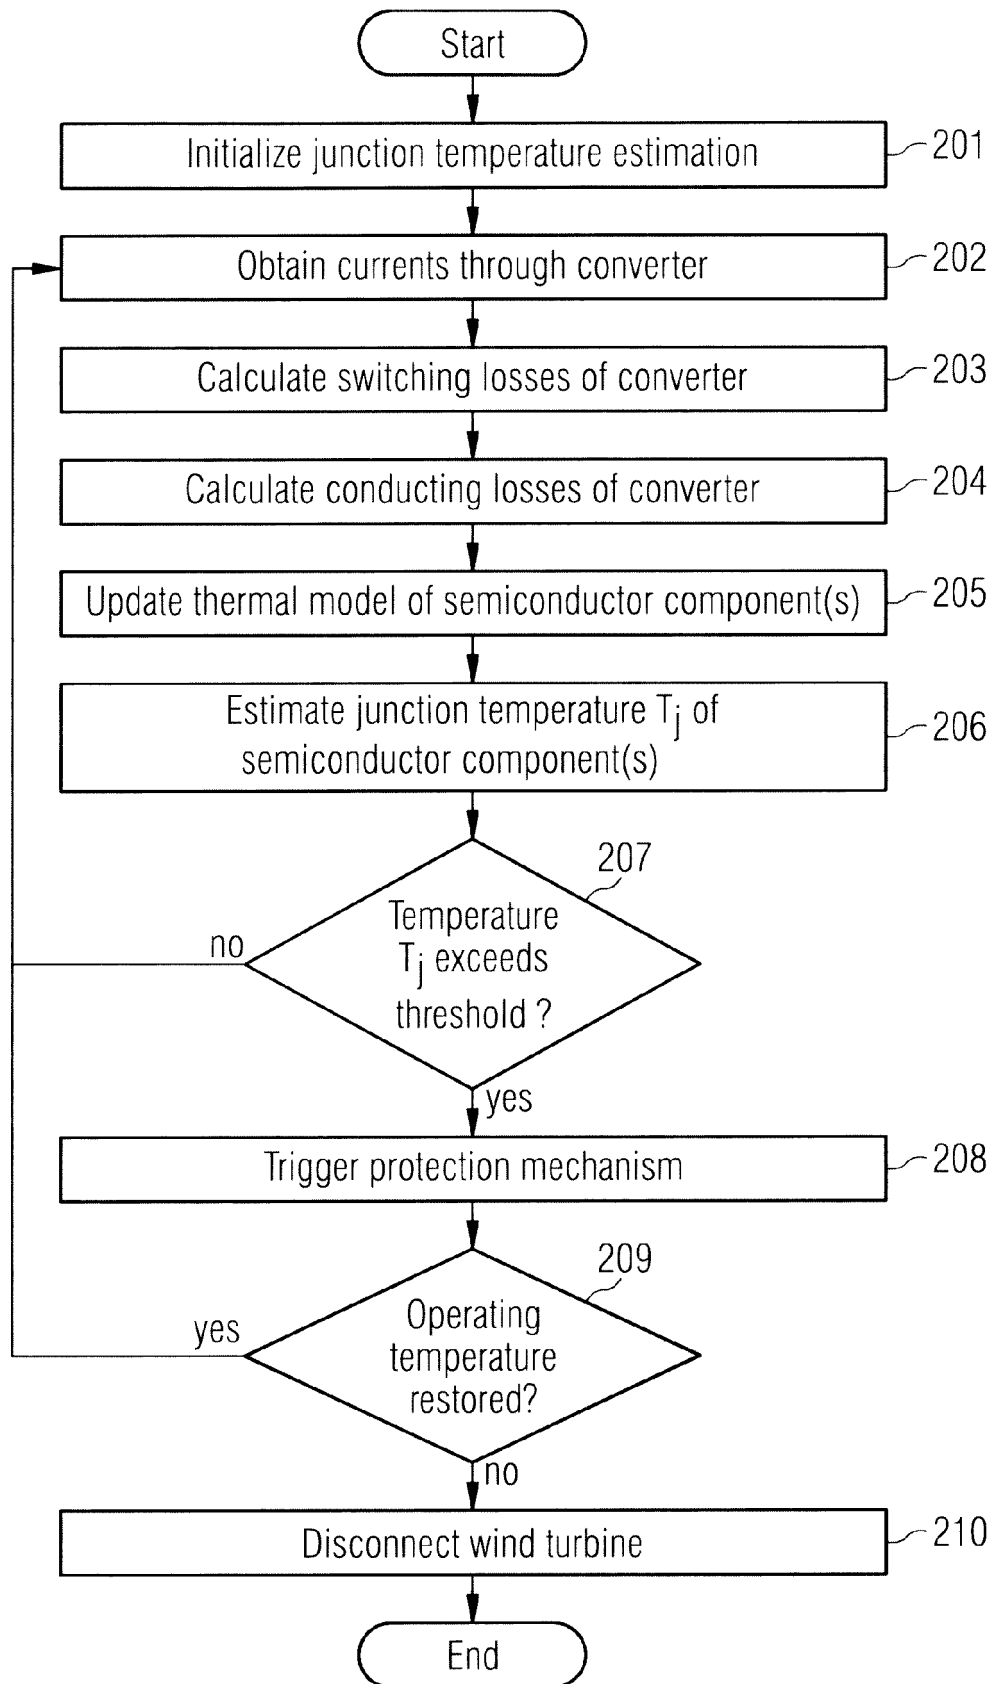 Start
Initialize junction temperature estimation
201
Obtain currents through converter
202
Calculate switching losses of converter
203
Calculate conducting losses of converter
204
Update thermal model of semiconductor component(s)
205
Estimate junction temperature Tj of
semiconductor component(s)
206
207
Temperature
Tj exceeds
threshold ?
no
yes
Trigger protection mechanism
208
209
Operating
temperature
restored?
yes
no
Disconnect wind turbine
210
End